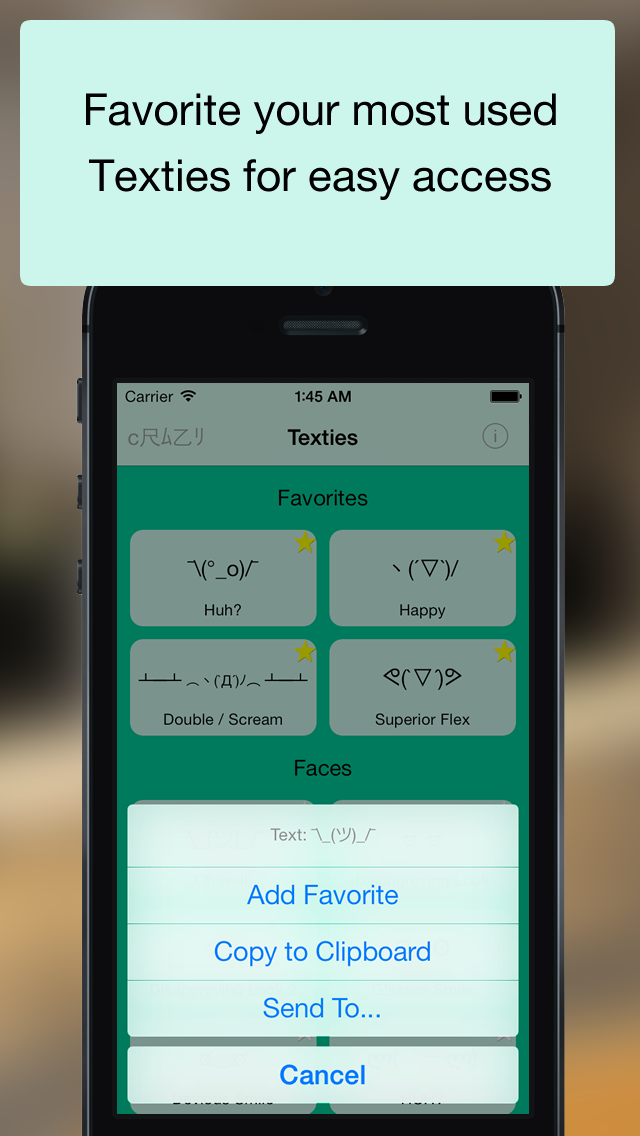 Favorite your most used
Texties for easy access
Carrier 1:45 AM
c尺ﾑ乙ﾘ Texties i
Favorites
¯\(°_o)/¯
Huh?
ヽ(´▽`)/
Happy
┻━┻ ︵ヽ(`Д´)ﾉ︵ ┻━┻
Double / Scream
ᕙ(`▽´)ᕗ
Superior Flex
Faces
Text: ¯\_(ツ)_/¯
Add Favorite
Copy to Clipboard
Send To...
Cancel